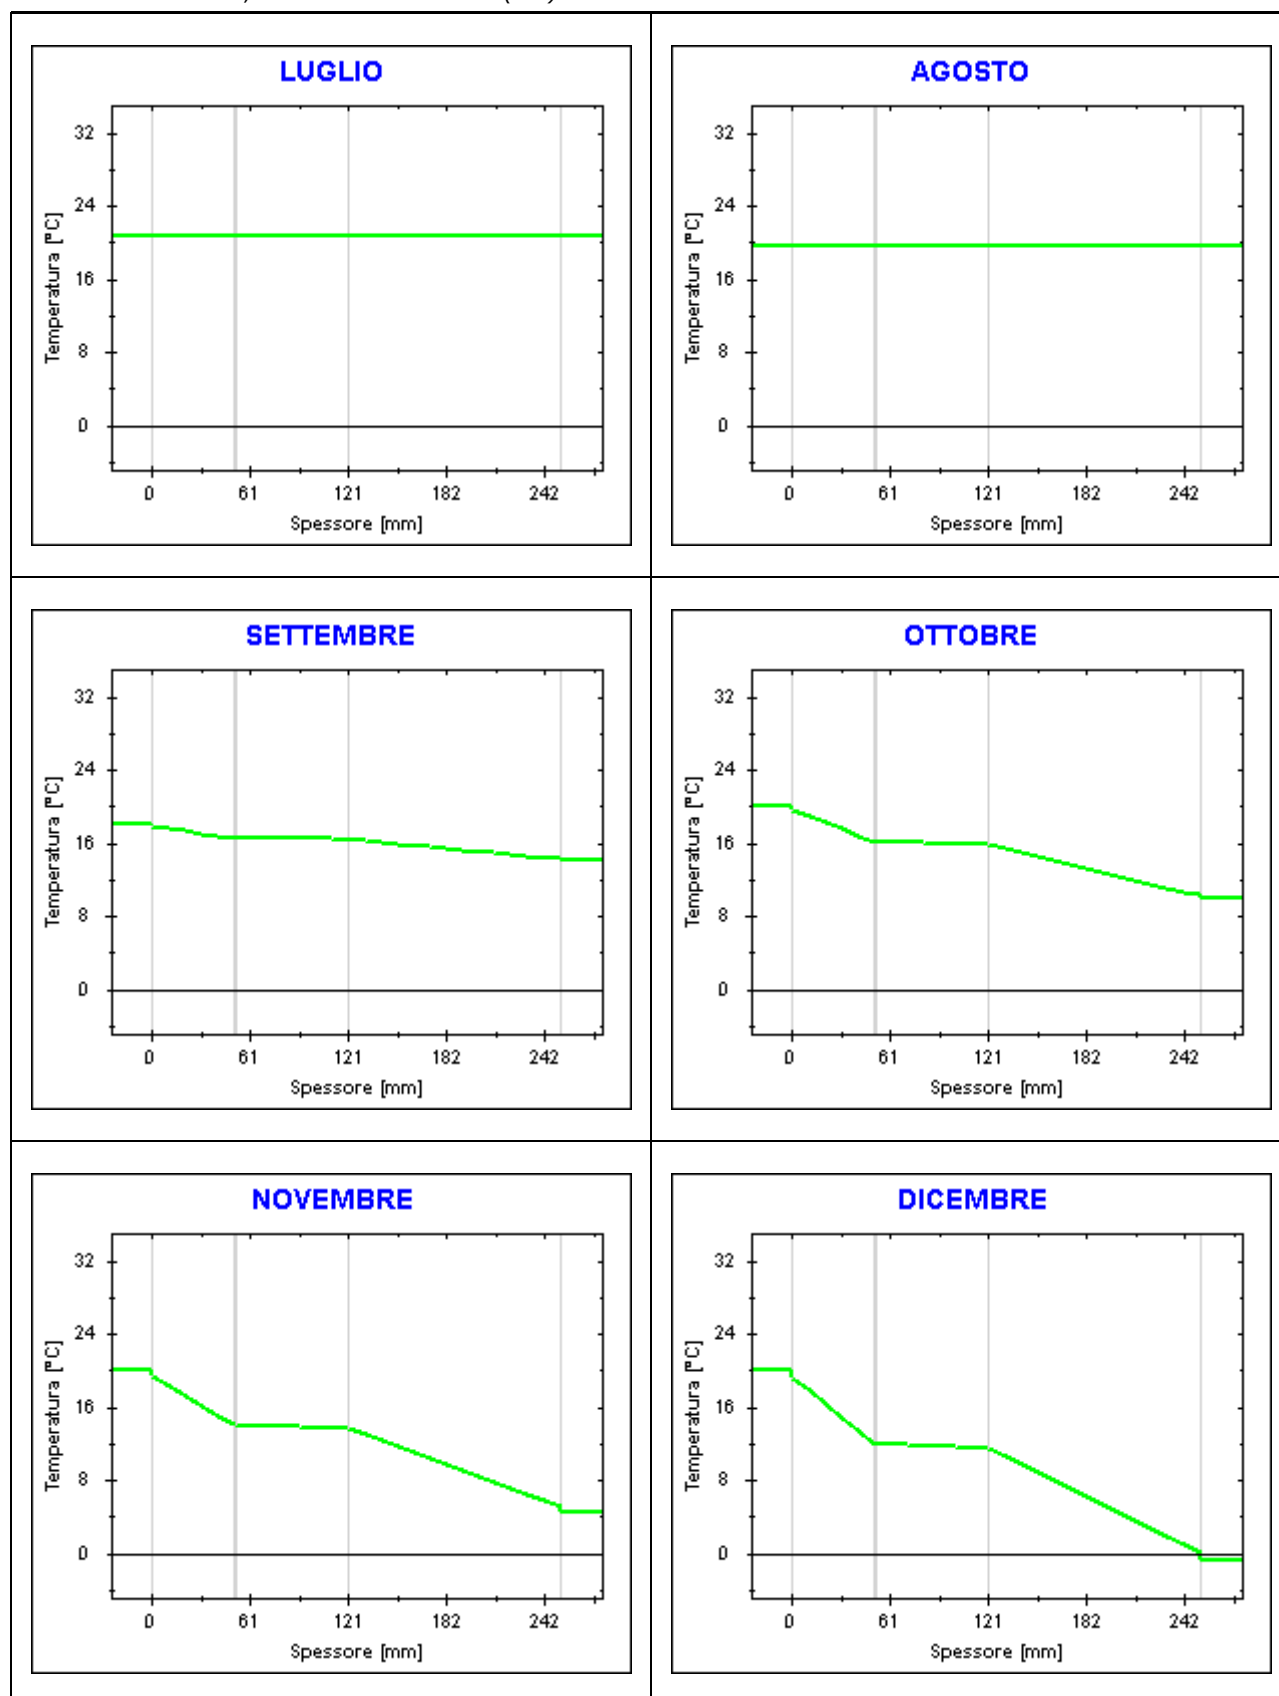 LUGLIO
32
24
16
8
0
Temperatura [°C]
0 61 121 182 242
Spessore [mm]
AGOSTO
32
24
16
8
0
Temperatura [°C]
0 61 121 182 242
Spessore [mm]
SETTEMBRE
32
24
16
8
0
Temperatura [°C]
0 61 121 182 242
Spessore [mm]
OTTOBRE
32
24
16
8
0
Temperatura [°C]
0 61 121 182 242
Spessore [mm]
NOVEMBRE
32
24
16
8
0
Temperatura [°C]
0 61 121 182 242
Spessore [mm]
DICEMBRE
32
24
16
8
0
Temperatura [°C]
0 61 121 182 242
Spessore [mm]